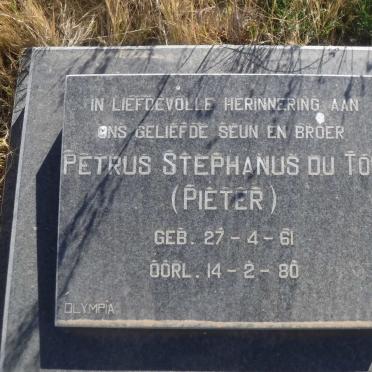 IN LIEFDEVOLLE HERINNERING AAN
ONS GELIEFDE SEUN EN BROER
PETRUS STEPHANUS DU TO
(PIETER)
GEB. 27-4-61
OORL. 14-2-80
OLYMPIA